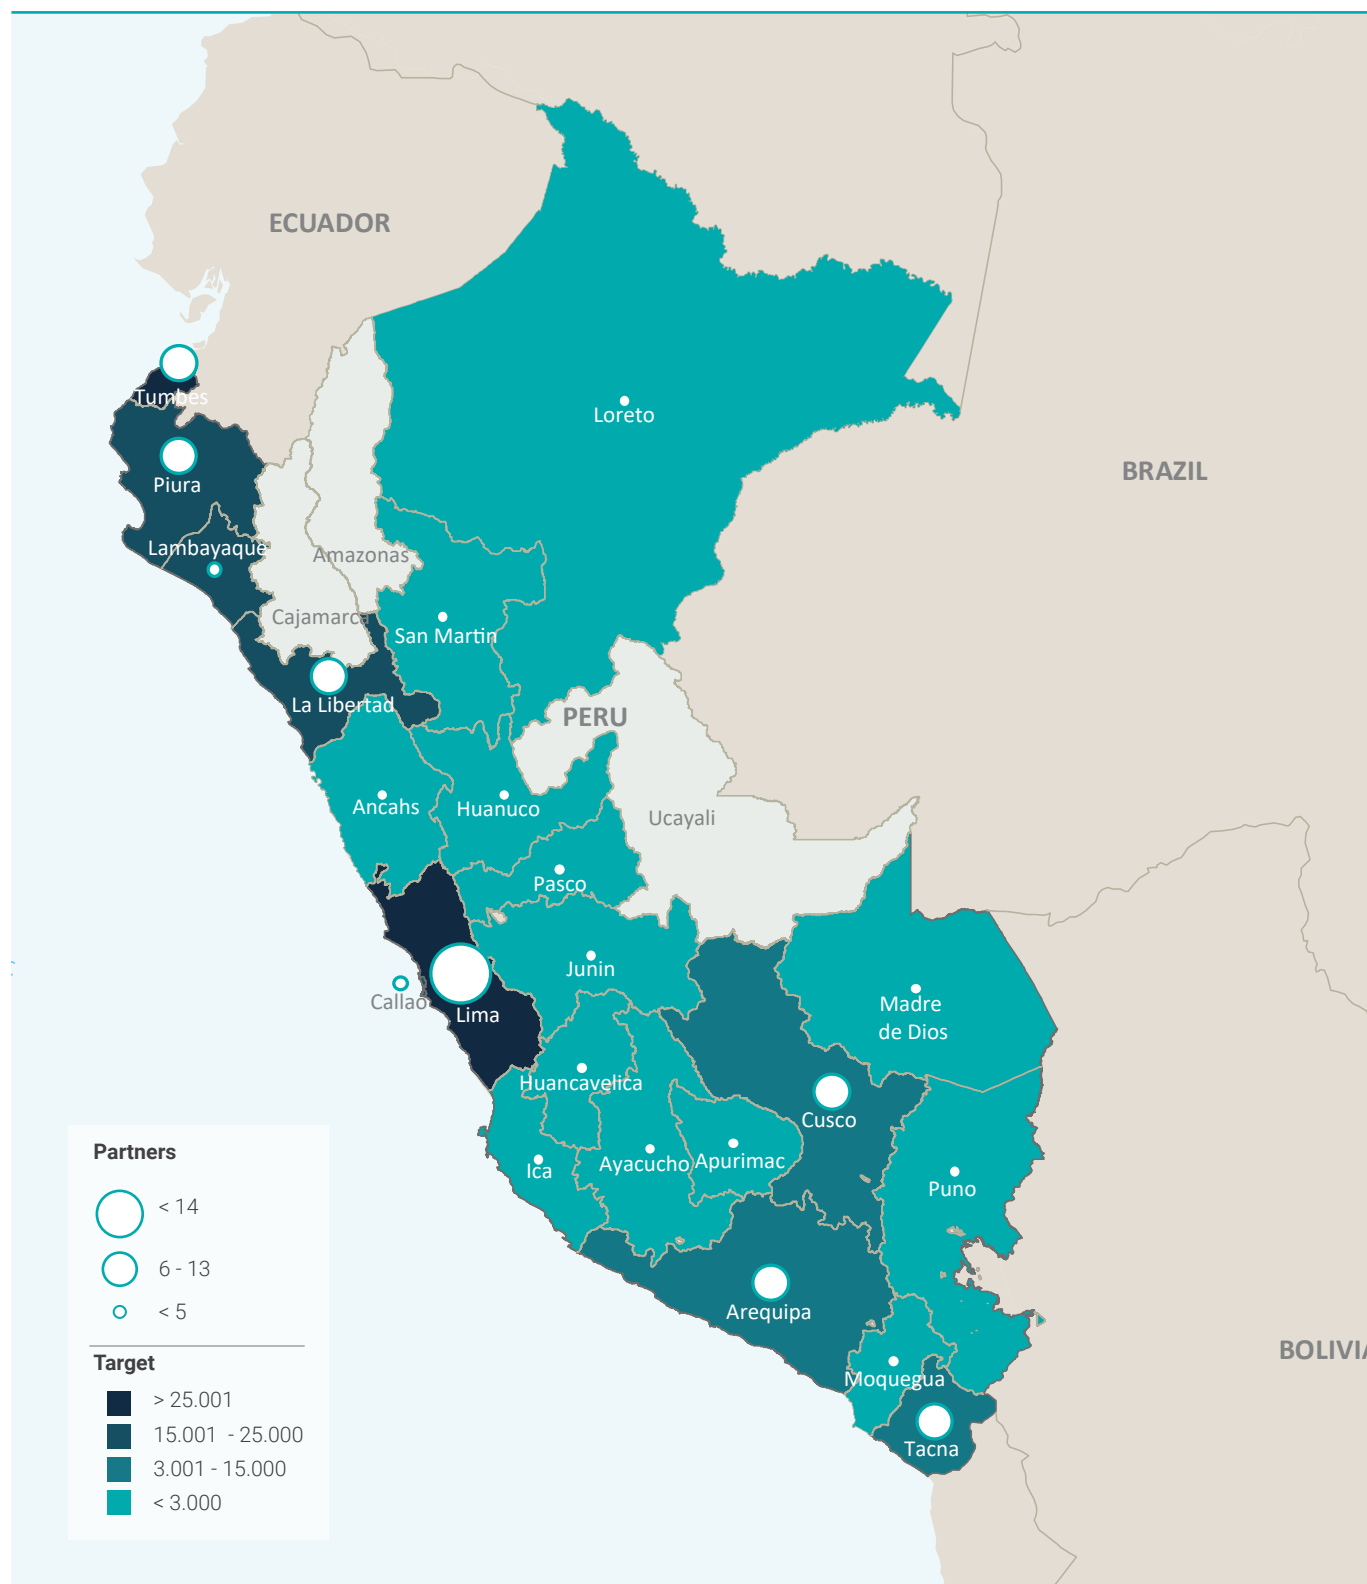 ECUADOR
Tumbes
Loreto
BRAZIL
Piura
Lambayaque
Amazonas
Cajamarca
San Martin
La Libertad
PERU
Ancahs
Huanuco
Ucayali
Pasco
Junin
Callao
Lima
Madre
de Dios
Huancavelica
Cusco
Ica
Ayacucho
Apurimac
Puno
Arequipa
Moquegua
Tacna
BOLIVIA
Partners
< 14
6 - 13
< 5
Target
> 25.001
15.001 - 25.000
3.001 - 15.000
< 3.000